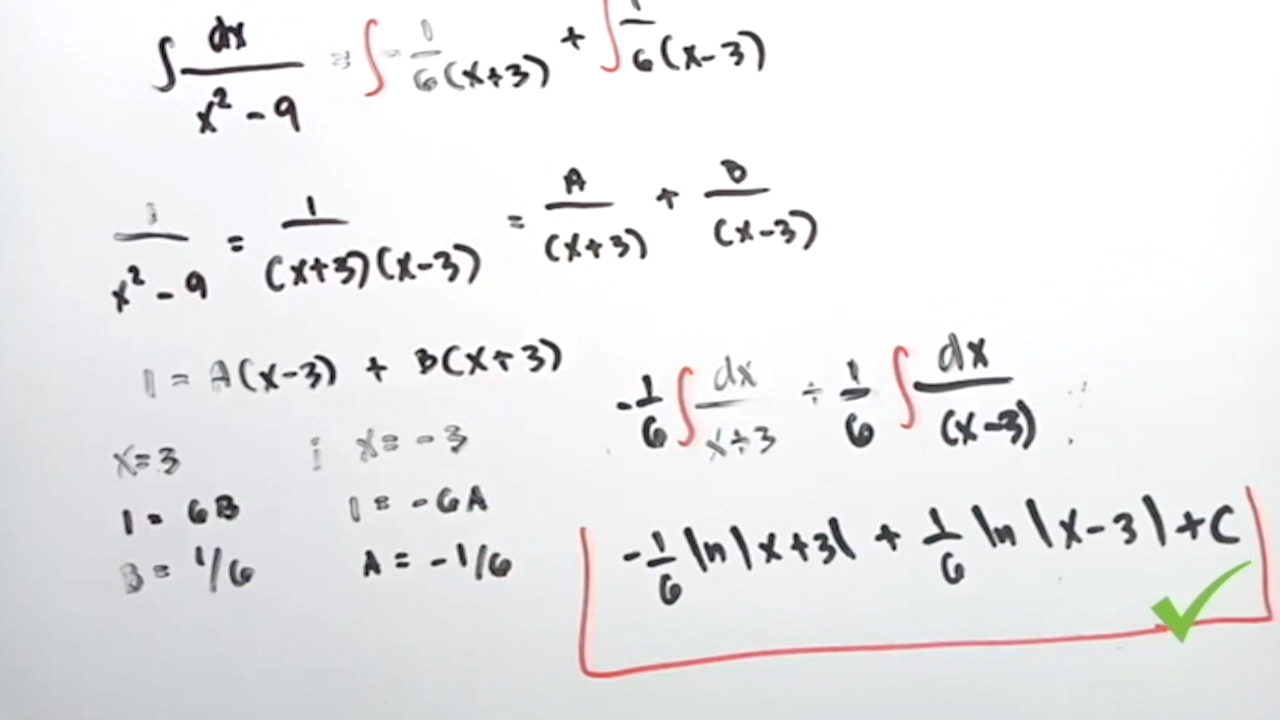 ∫ dx/(x² - 9) = ∫ -1/6(x+3) + ∫ 1/6(x-3)
1/(x² - 9) = 1/((x+3)(x-3)) = A/(x+3) + B/(x-3)
1 = A(x-3) + B(x+3)
x=3 ; x=-3
1 = 6B 1 = -6A
B = 1/6 A = -1/6
-1/6 ∫ dx/(x+3) + 1/6 ∫ dx/(x-3)
-1/6 ln|x+3| + 1/6 ln|x-3| + C